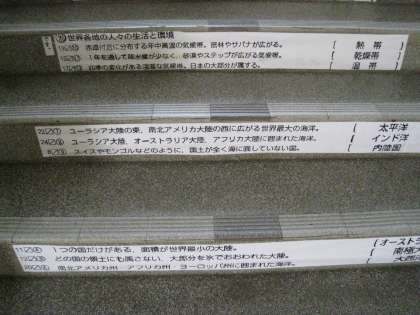 世界各地の人々の生活と環境
赤道付近に分布する年中高温の気候帯。密林やサバナが広がる。 [熱 帯
1年を通して降水量が少なく、砂漠やステップが広がる気候帯。 [乾燥帯
四季の変化がある温暖な気候帯。日本の大部分が属する。 [温 帯
ユーラシア大陸の東、南北アメリカ大陸の西に広がる世界最大の海洋。 太平洋
ユーラシア大陸、オーストラリア大陸、アフリカ大陸に囲まれた海洋。 インド洋
スイスやモンゴルなどのように、国土が全く海に面していない国。 内陸国
1つの国だけがある、面積が世界最小の大陸。 (オースト
どの国の領土にも属さない、大部分を氷でおおわれた大陸。 南極大
南北アメリカ州 アフリカ州 ヨーロッパ州に囲まれた海洋。